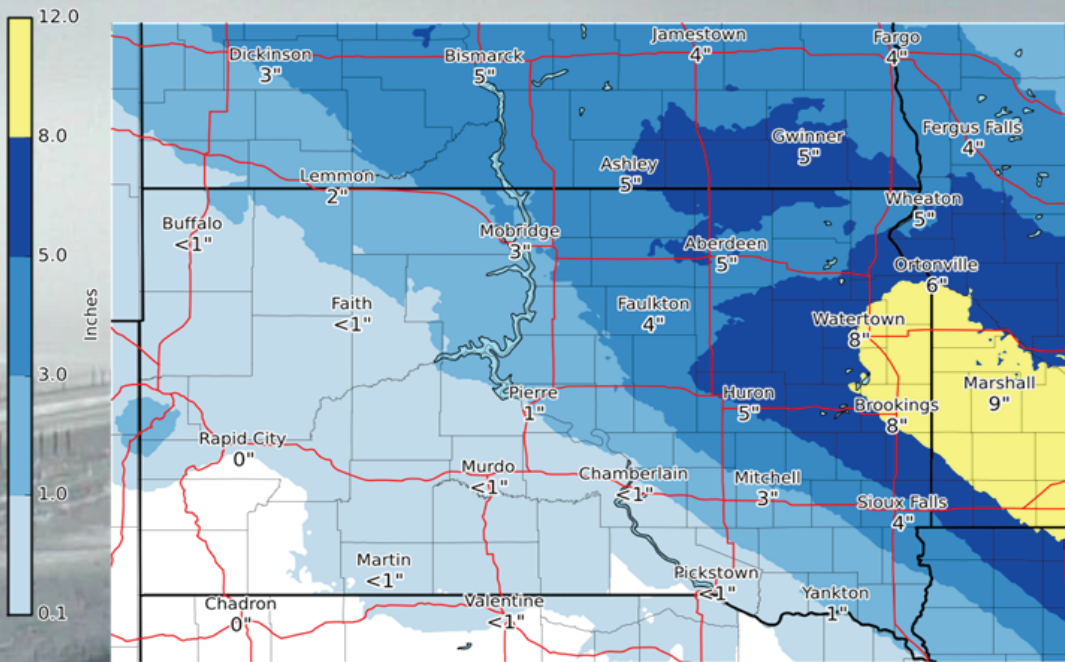 12.0
8.0
5.0
3.0
1.0
0.1
Inches
Dickinson
3"
Bismarck
5"
Jamestown
4"
Fargo
4"
Gwinner
5"
Fergus Falls
4"
Ashley
5"
Lemmon
2"
Wheaton
5"
Buffalo
<1"
Mobridge
3"
Aberdeen
5"
Ortonville
6"
Faith
<1"
Faulkton
4"
Watertown
8"
Marshall
9"
Pierre
1"
Huron
5"
Brookings
8"
Rapid City
0"
Murdo
<1"
Chamberlain
<1"
Mitchell
3"
Sioux Falls
4"
Martin
<1"
Pickstown
<1"
Chadron
0"
Valentine
<1"
Yankton
1"